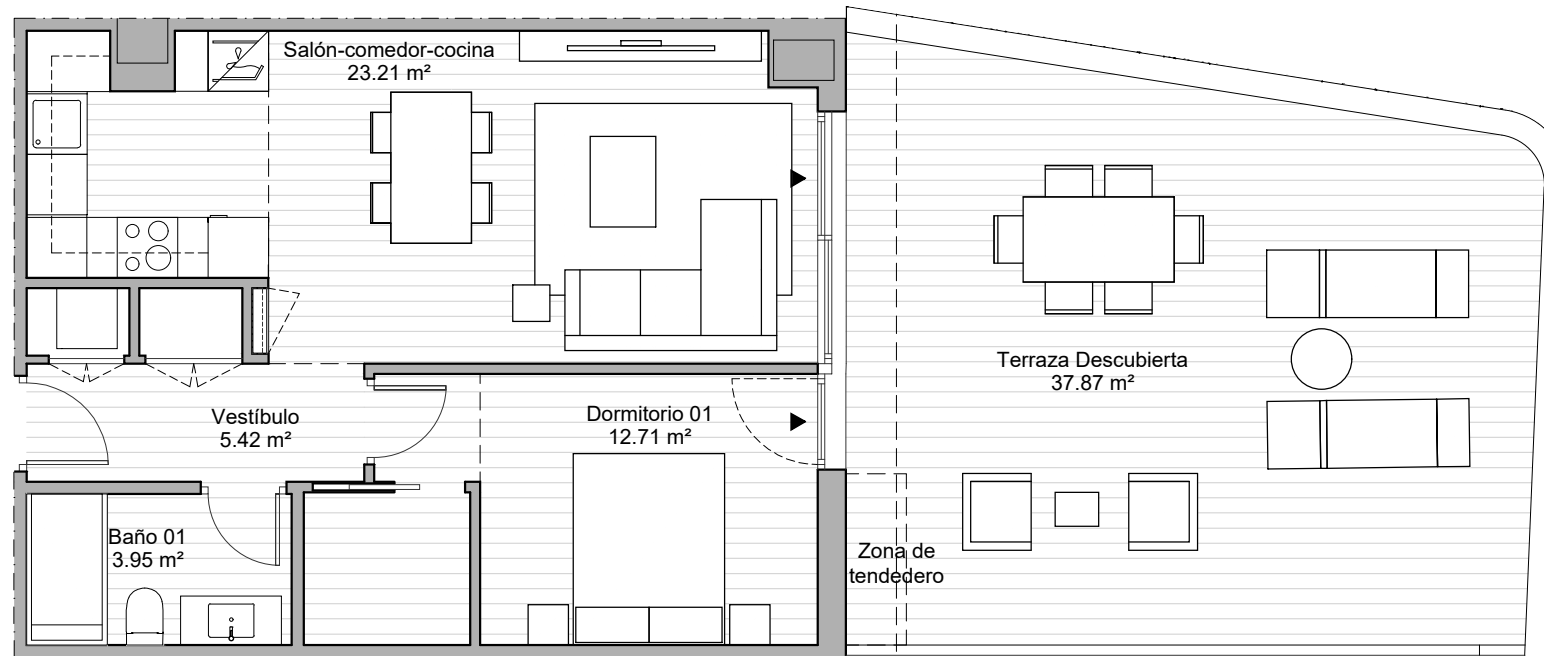 Salón-comedor-cocina
23.21 m²
Terraza Descubierta
37.87 m²
Vestíbulo
5.42 m²
Dormitorio 01
12.71 m²
Baño 01
3.95 m²
Zona de
tendedero